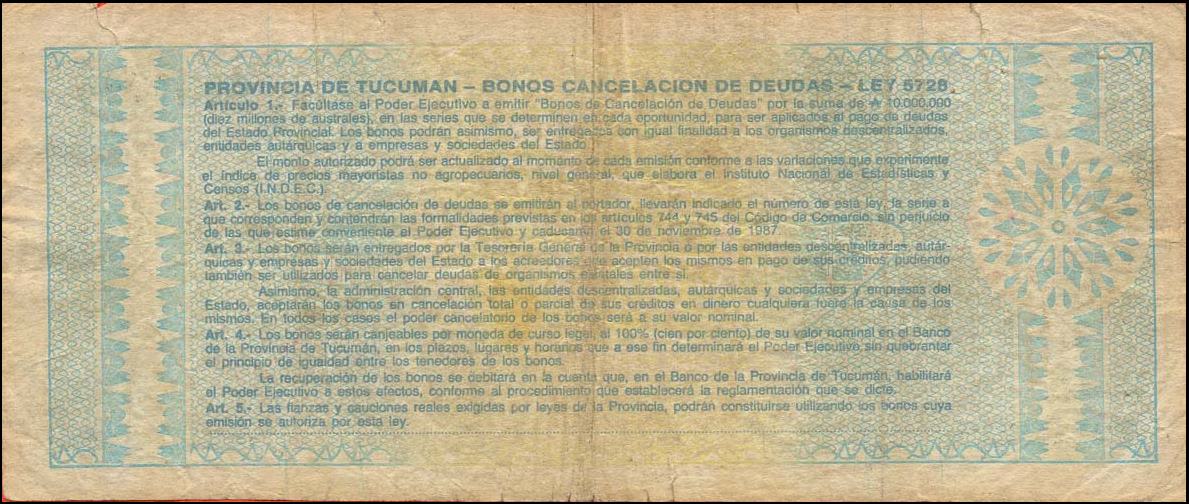 PROVINCIA DE TUCUMAN – BONOS CANCELACION DE DEUDAS – LEY 5728
Artículo 1.- Facúltase al Poder Ejecutivo a emitir "Bonos de Cancelación de Deudas" por la suma de ₳ 10.000.000
(diez millones de australes), en las series que se determinen en cada oportunidad, para ser aplicados al pago de deudas
del Estado Provincial. Los bonos podrán asimismo, ser entregados con igual finalidad a los organismos descentralizados,
entidades autárquicas y a empresas y sociedades del Estado.
El monto autorizado podrá ser actualizado al momento de cada emisión conforme a las variaciones que experimente
el índice de precios mayoristas no agropecuarios, nivel general, que elabora el Instituto Nacional de Estadísticas y
Censos (I.N.D.E.C.).
Art. 2.- Los bonos de cancelación de deudas se emitirán al portador, llevarán indicado el número de esta ley, la serie a
que corresponden y contendrán las formalidades previstas en los artículos 744 y 745 del Código de Comercio, sin perjuicio
de las que estime conveniente el Poder Ejecutivo y caducarán el 30 de noviembre de 1987.
Art. 3.- Los bonos serán entregados por la Tesorería General de la Provincia o por las entidades descentralizadas, autár-
quicas y empresas y sociedades del Estado a los acreedores que acepten los mismos en pago de sus créditos, pudiendo
también ser utilizados para cancelar deudas de organismos estatales entre sí.
Asimismo, la administración central, las entidades descentralizadas, autárquicas y sociedades y empresas del
Estado, aceptarán los bonos en cancelación total o parcial de sus créditos en dinero cualquiera fuere la causa de los
mismos. En todos los casos el poder cancelatorio de los bonos será a su valor nominal.
Art. 4.- Los bonos serán canjeables por moneda de curso legal, al 100% (cien por ciento) de su valor nominal en el Banco
de la Provincia de Tucumán, en los plazos, lugares y horarios que a ese fin determinará el Poder Ejecutivo sin quebrantar
el principio de igualdad entre los tenedores de los bonos.
La recuperación de los bonos se debitará en la cuenta que, en el Banco de la Provincia de Tucumán, habilitará
el Poder Ejecutivo a estos efectos, conforme al procedimiento que establecerá la reglamentación que se dicte.
Art. 5.- Las fianzas y cauciones reales exigidas por leyes de la Provincia, podrán constituirse utilizando los bonos cuya
emisión se autoriza por esta ley.